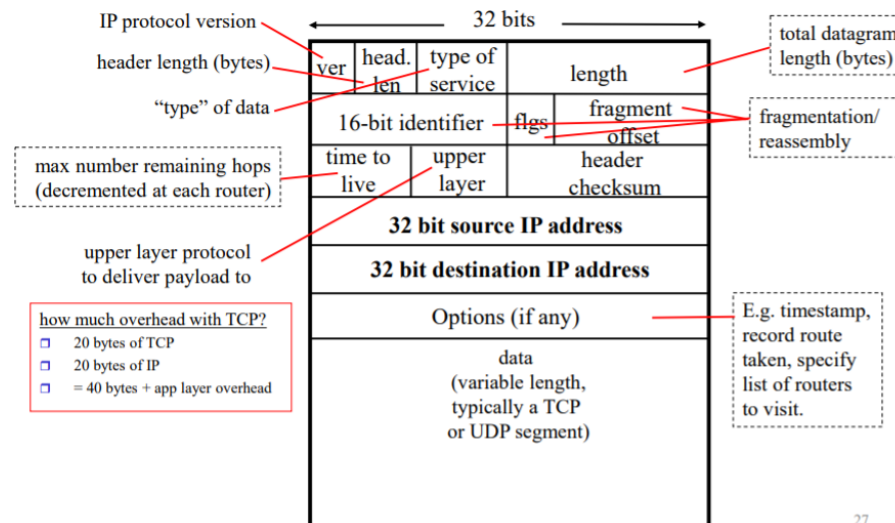 IP protocol version
32 bits
total datagram
length (bytes)
header length (bytes)
ver
head.
len
type of
service
length
“type” of data
16-bit identifier
flgs
fragment
offset
fragmentation/
reassembly
max number remaining hops
(decremented at each router)
time to
live
upper
layer
header
checksum
32 bit source IP address
upper layer protocol
to deliver payload to
32 bit destination IP address
how much overhead with TCP?
20 bytes of TCP
20 bytes of IP
= 40 bytes + app layer overhead
Options (if any)
E.g. timestamp,
record route
taken, specify
list of routers
to visit.
data
(variable length,
typically a TCP
or UDP segment)
27